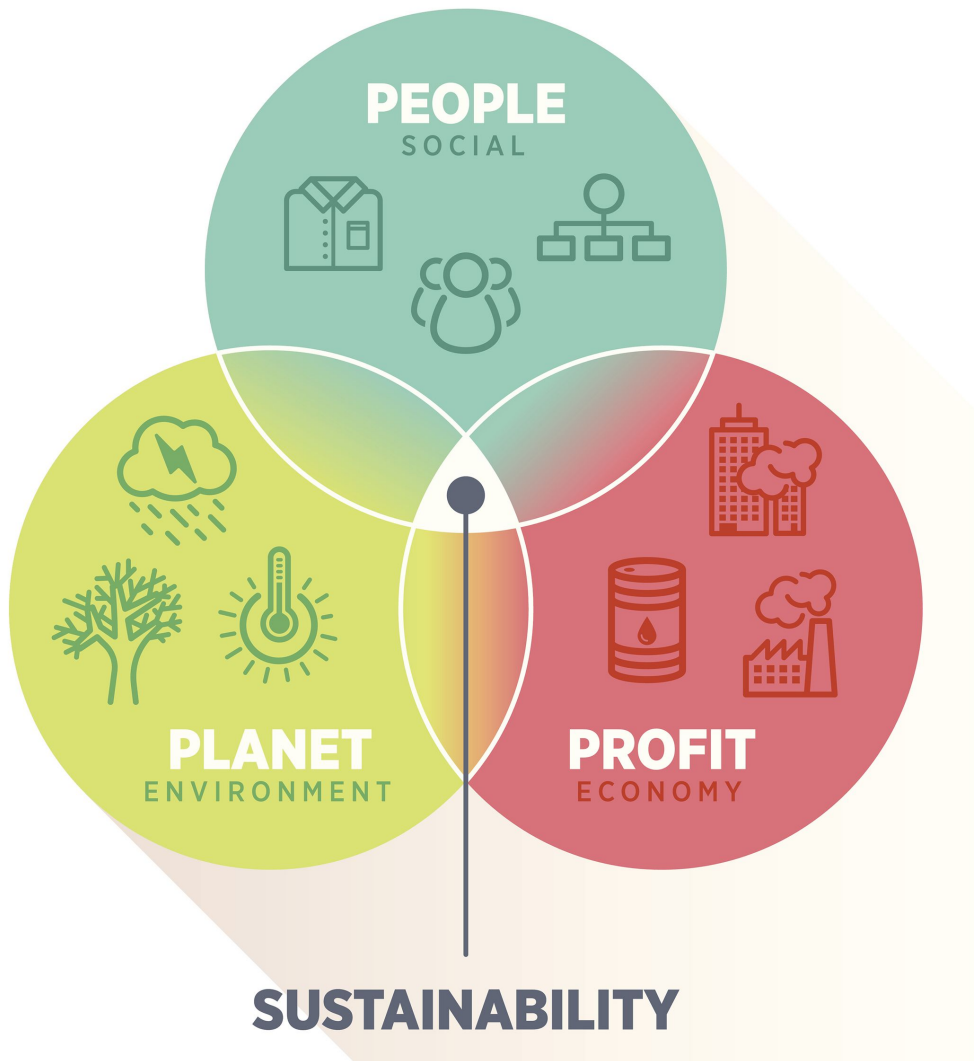 PEOPLE
SOCIAL
PLANET
ENVIRONMENT
PROFIT
ECONOMY
SUSTAINABILITY